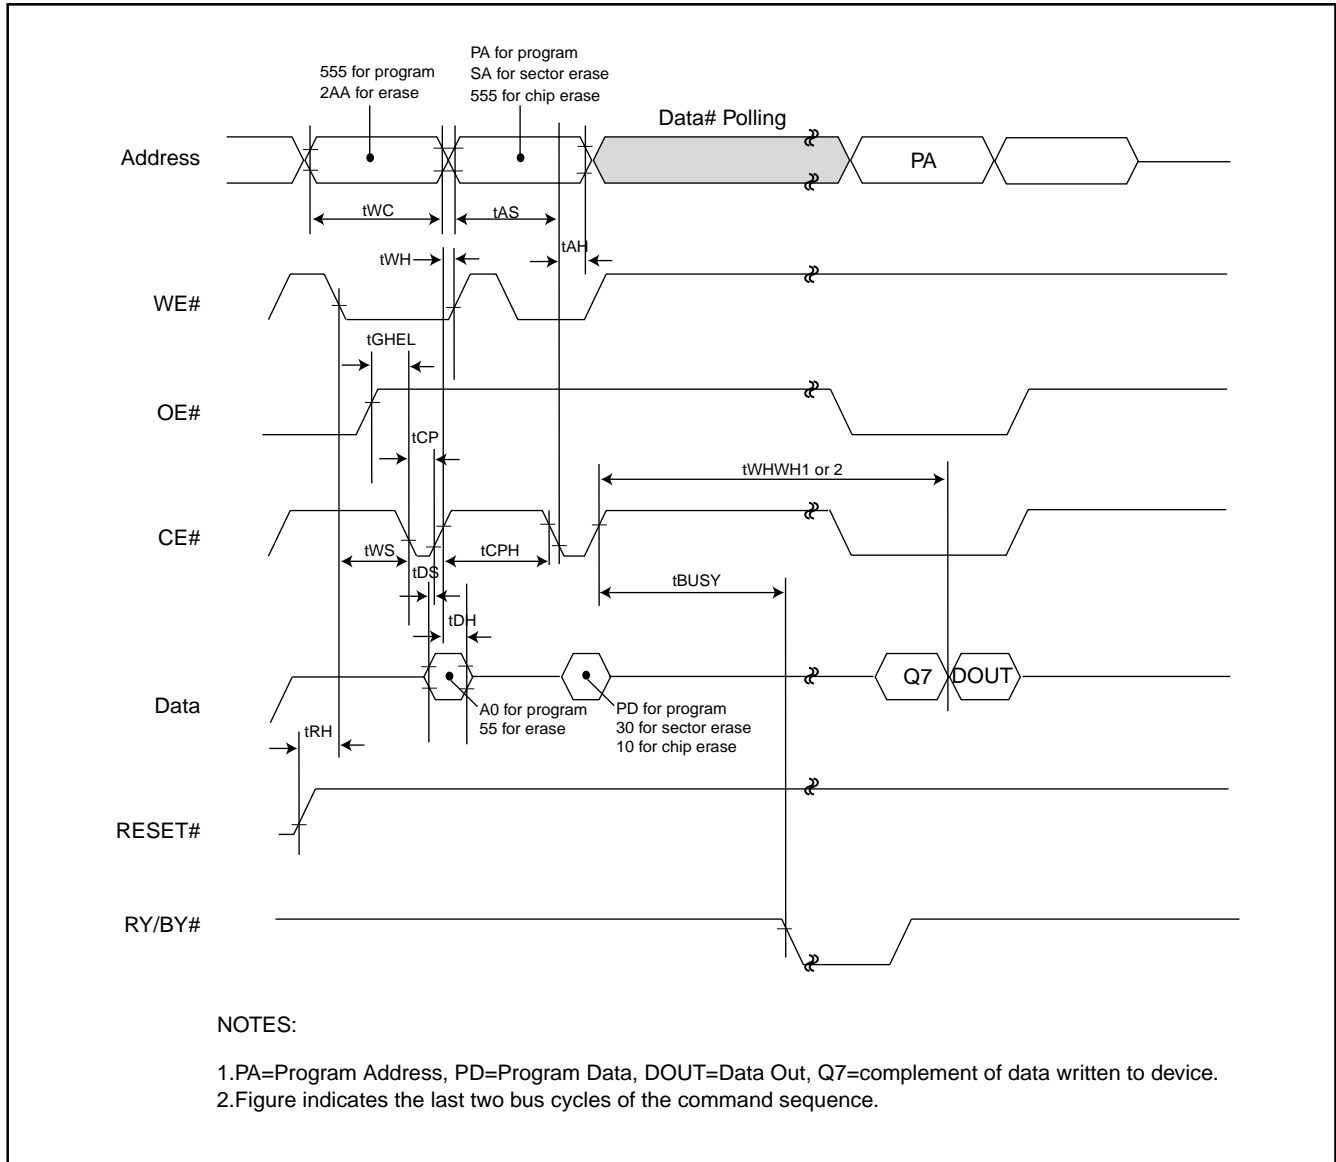 555 for program
2AA for erase
PA for program
SA for sector erase
555 for chip erase
Data# Polling
Address
PA
tWC
tAS
tAH
tWH
WE#
tGHEL
OE#
tCP
tWHWH1 or 2
CE#
tWS
tCPH
tDS
tBUSY
tDH
Q7
DOUT
Data
A0 for program
55 for erase
PD for program
30 for sector erase
10 for chip erase
tRH
RESET#
RY/BY#
NOTES:
1.PA=Program Address, PD=Program Data, DOUT=Data Out, Q7=complement of data written to device.
2.Figure indicates the last two bus cycles of the command sequence.